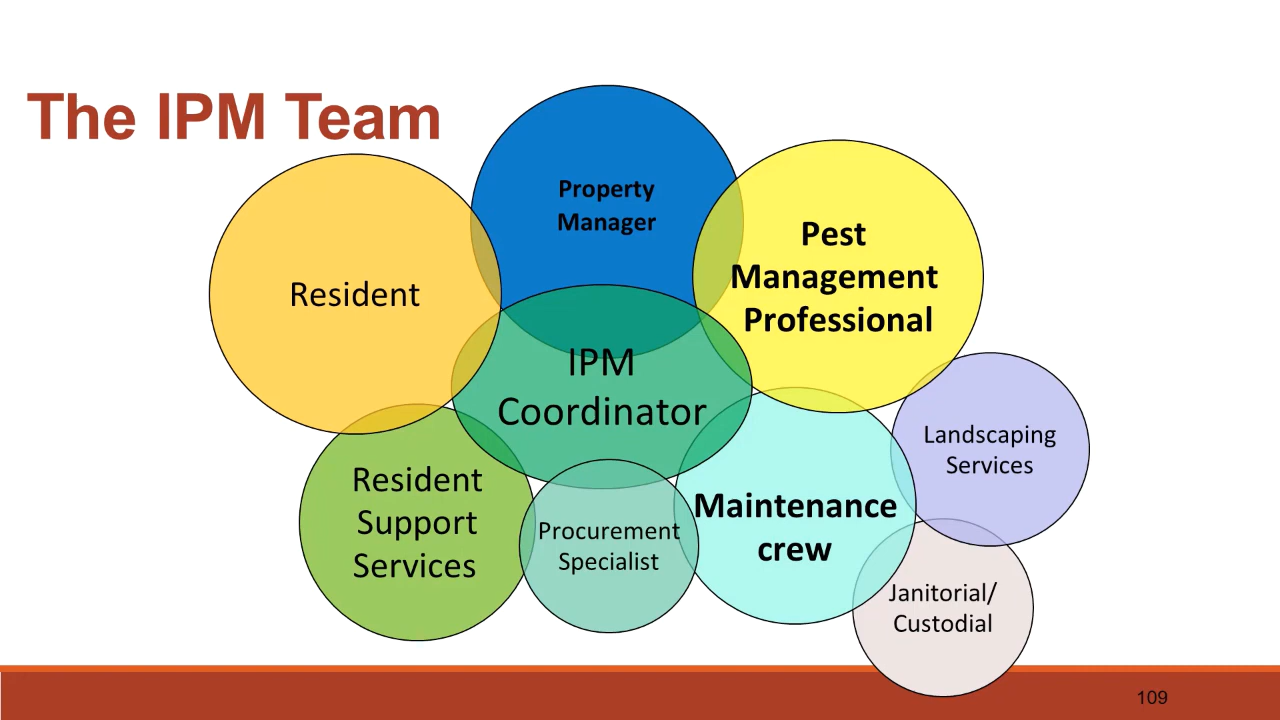 The IPM Team
Property
Manager
Pest
Management
Professional
Resident
IPM
Coordinator
Landscaping
Services
Resident
Support
Services
Procurement
Specialist
Maintenance
crew
Janitorial/
Custodial
109